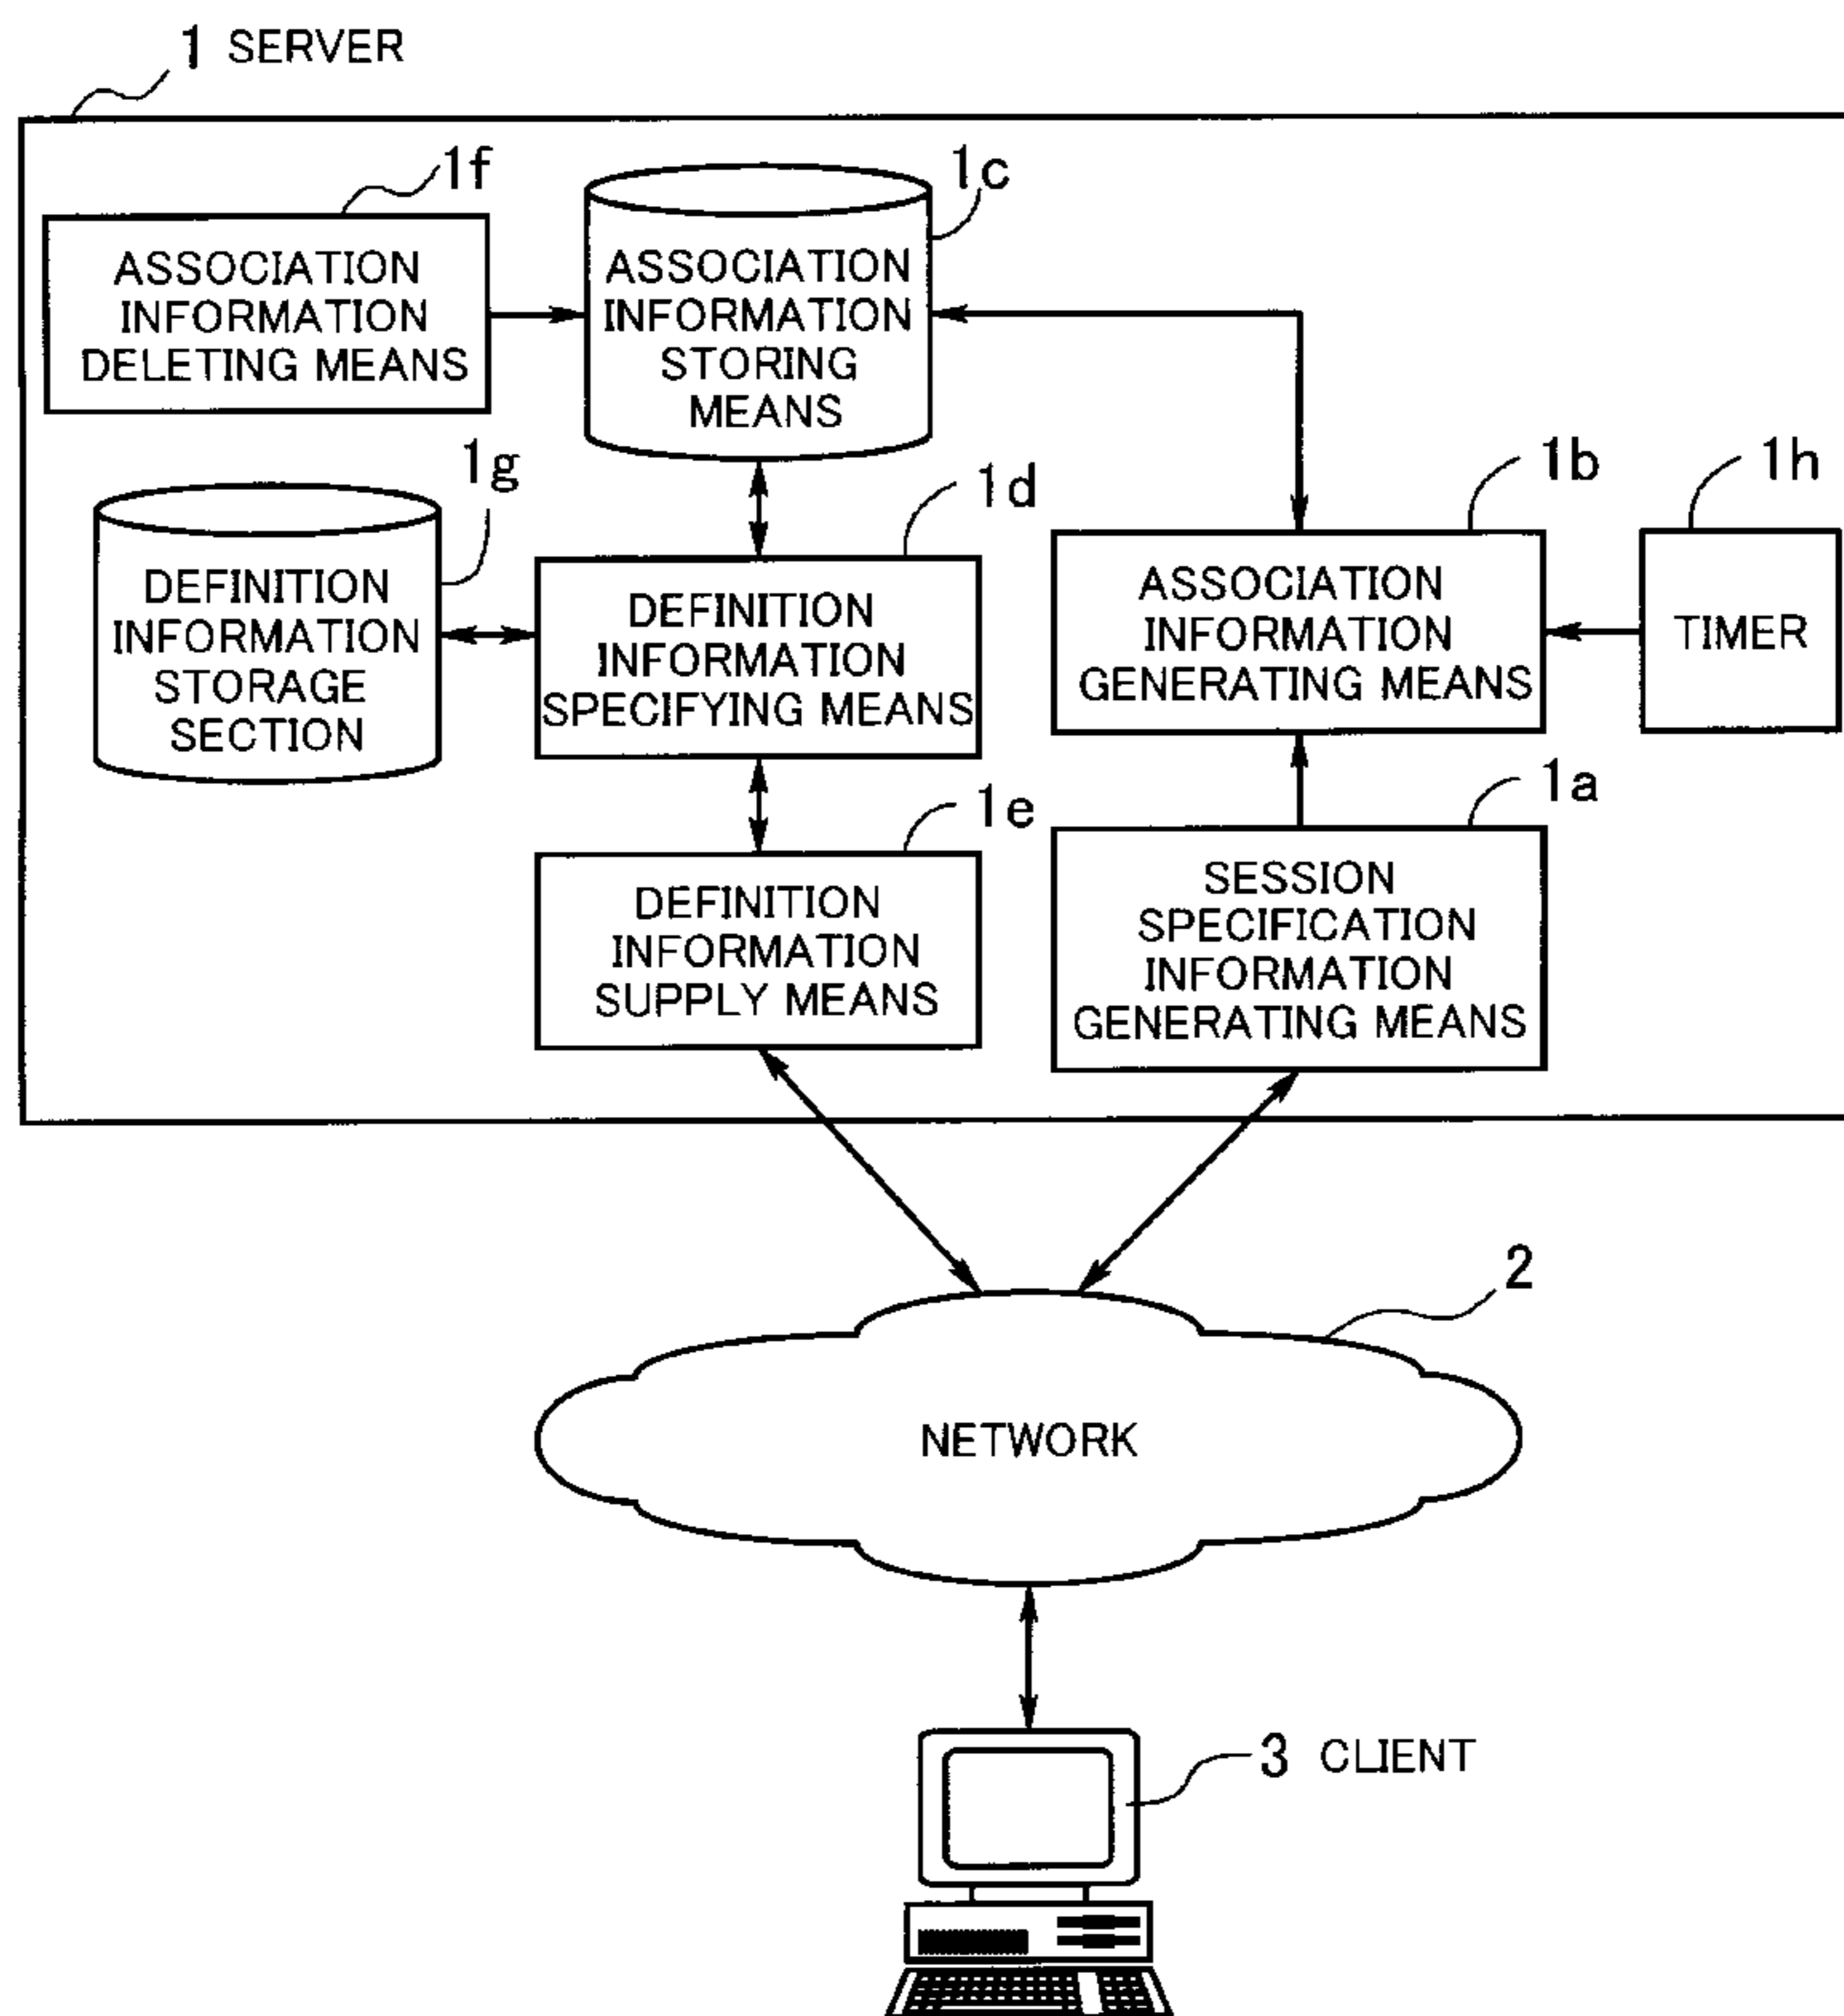 1 SERVER
1f
ASSOCIATION
INFORMATION
DELETING MEANS
1c
ASSOCIATION
INFORMATION
STORING
MEANS
1g
DEFINITION
INFORMATION
STORAGE
SECTION
1d
DEFINITION
INFORMATION
SPECIFYING MEANS
1b
ASSOCIATION
INFORMATION
GENERATING MEANS
1h
TIMER
1e
DEFINITION
INFORMATION
SUPPLY MEANS
1a
SESSION
SPECIFICATION
INFORMATION
GENERATING MEANS
2
NETWORK
3 CLIENT